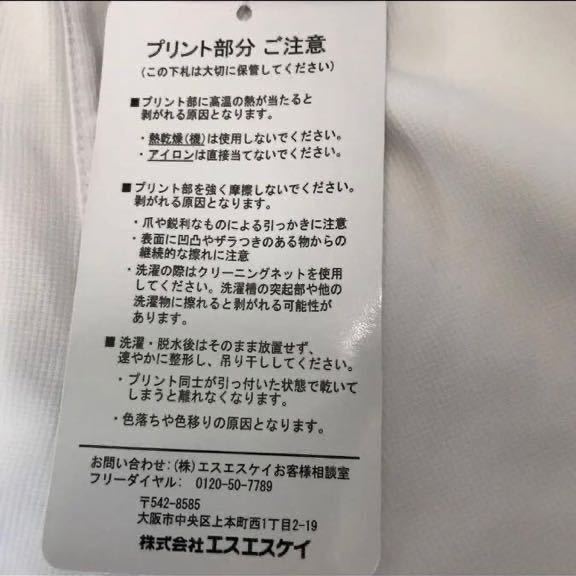 プリント部分 ご注意
（この下札は大切に保管してください）
■プリント部に高温の熱が当たると
剥がれる原因となります。
・熱乾燥（機）は使用しないでください。
・アイロンは直接当てないでください。
■プリント部を強く摩擦しないでください。
剥がれる原因となります。
・爪や鋭利なものによる引っかきに注意
・表面に凹凸やザラつきのある物からの
継続的な擦れに注意
・洗濯の際はクリーニングネットを使用
してください。洗濯槽の突起部や他の
洗濯物に擦れると剥がれる可能性が
あります。
■洗濯・脱水後はそのまま放置せず、
速やかに整形し、吊り干ししてください。
・プリント同士が引っ付いた状態で乾いて
しまうと離れなくなります。
・色落ちや色移りの原因となります。
お問い合わせ：（株）エスエスケイお客様相談室
フリーダイヤル： 0120-50-7789
〒542-8585
大阪市中央区上本町西1丁目2-19
株式会社エスエスケイ